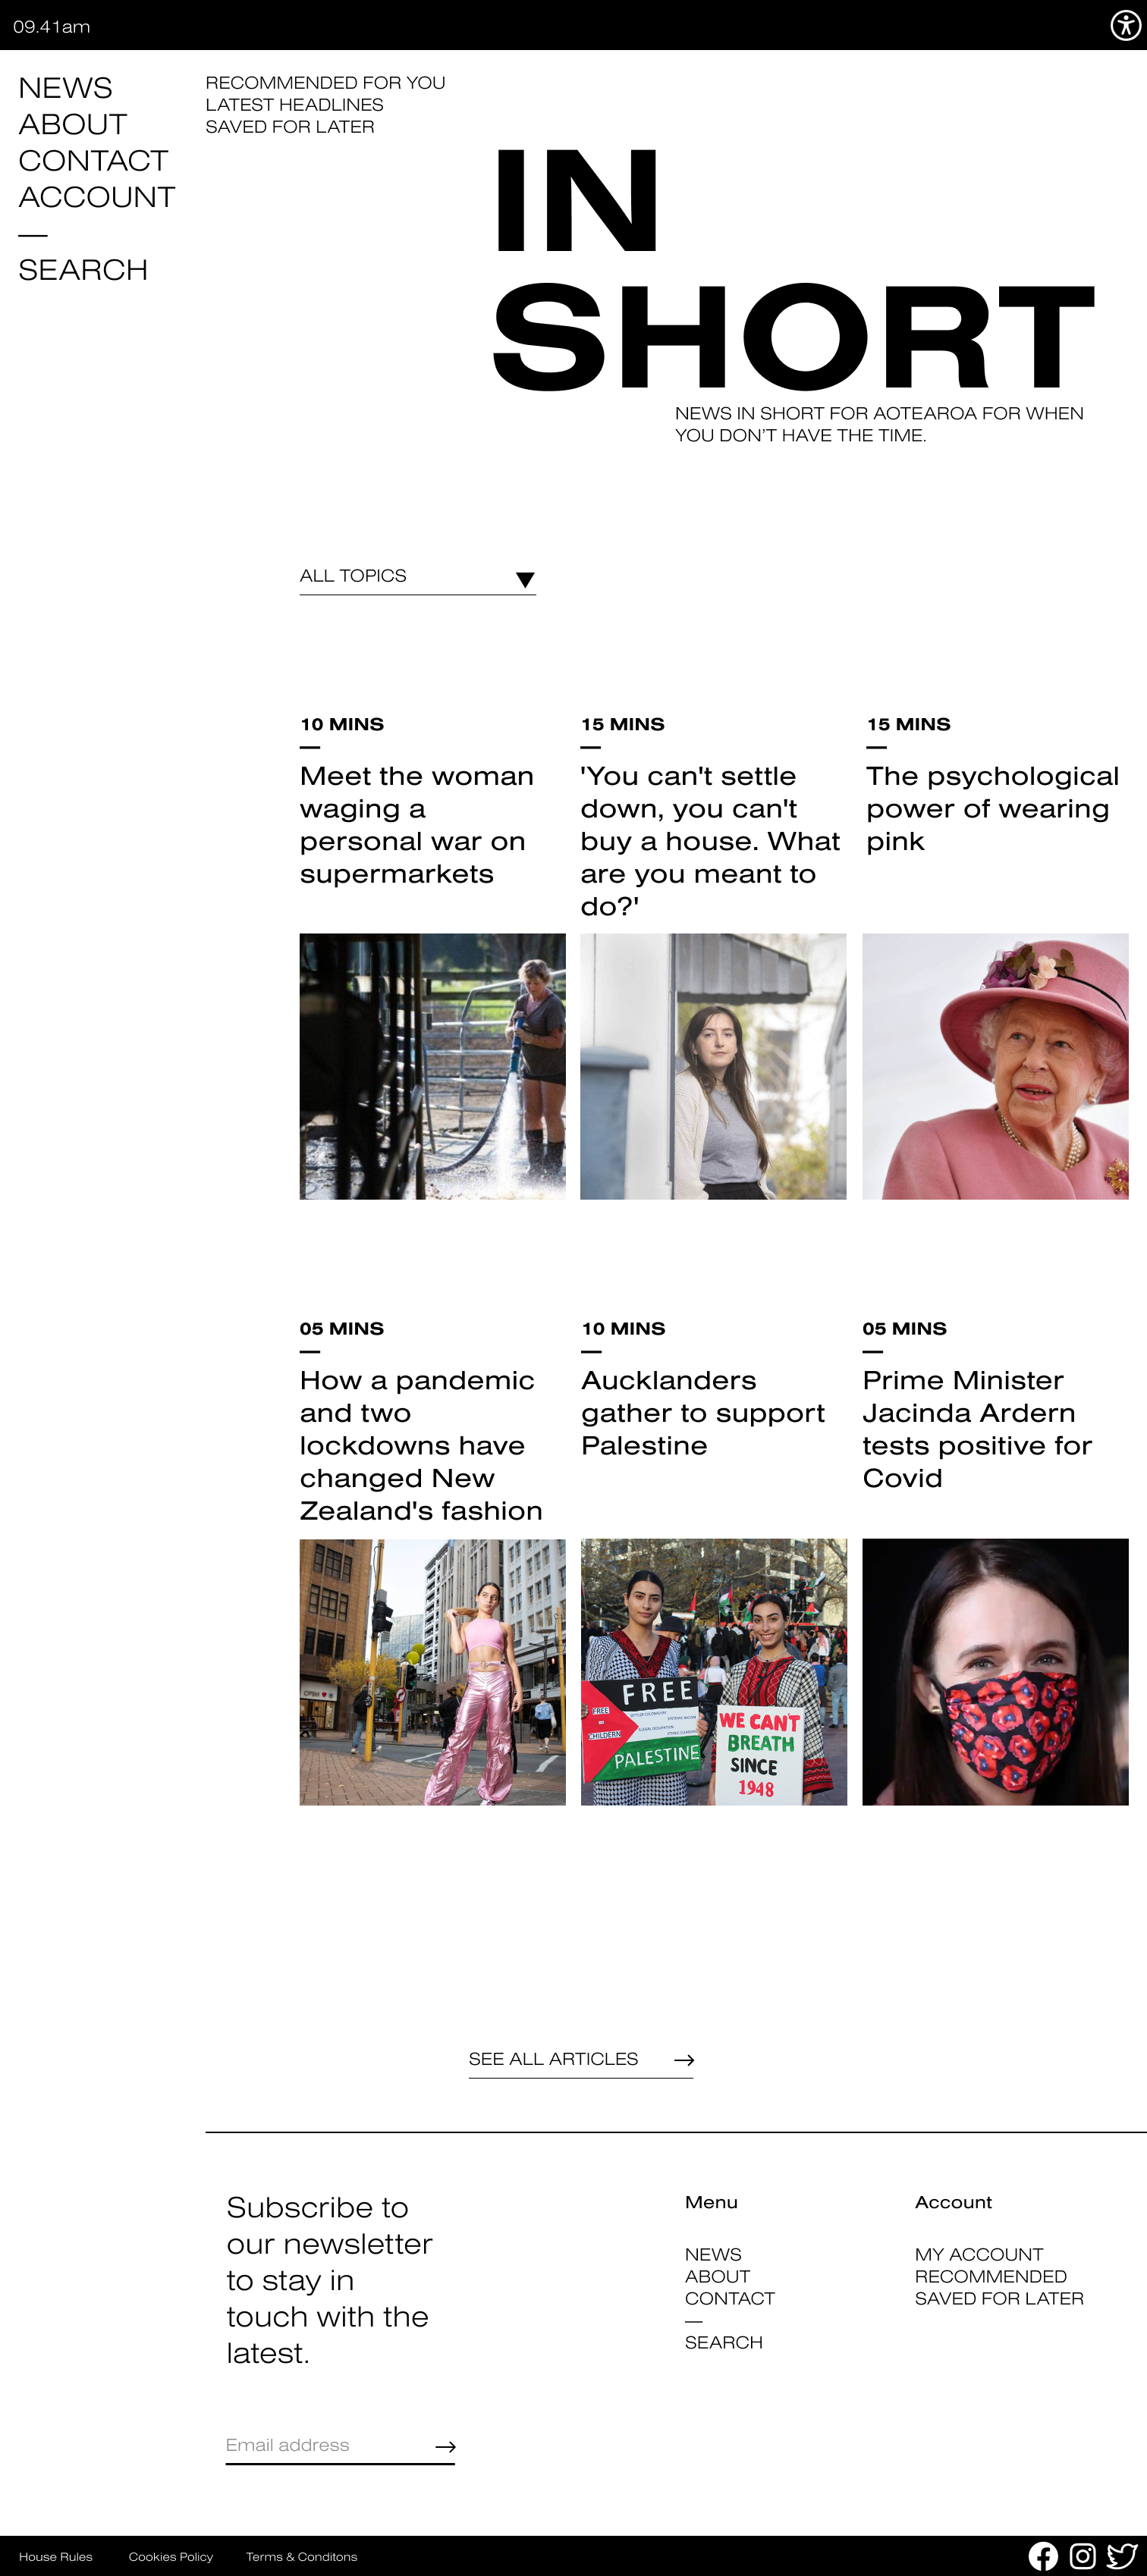 09.41am
NEWS
ABOUT
CONTACT
ACCOUNT
—
SEARCH
RECOMMENDED FOR YOU
LATEST HEADLINES
SAVED FOR LATER
IN
SHORT
NEWS IN SHORT FOR AOTEAROA FOR WHEN
YOU DON’T HAVE THE TIME.
ALL TOPICS
10 MINS
—
Meet the woman
waging a
personal war on
supermarkets
15 MINS
—
'You can't settle
down, you can't
buy a house. What
are you meant to
do?'
15 MINS
—
The psychological
power of wearing
pink
05 MINS
—
How a pandemic
and two
lockdowns have
changed New
Zealand's fashion
10 MINS
—
Aucklanders
gather to support
Palestine
FREE
FREE
CHILDERN
PALESTINE
WE CAN'T
BREATH
SINCE
1948
05 MINS
—
Prime Minister
Jacinda Ardern
tests positive for
Covid
SEE ALL ARTICLES
Subscribe to
our newsletter
to stay in
touch with the
latest.
Email address
Menu
NEWS
ABOUT
CONTACT
—
SEARCH
Account
MY ACCOUNT
RECOMMENDED
SAVED FOR LATER
House Rules
Cookies Policy
Terms & Conditons